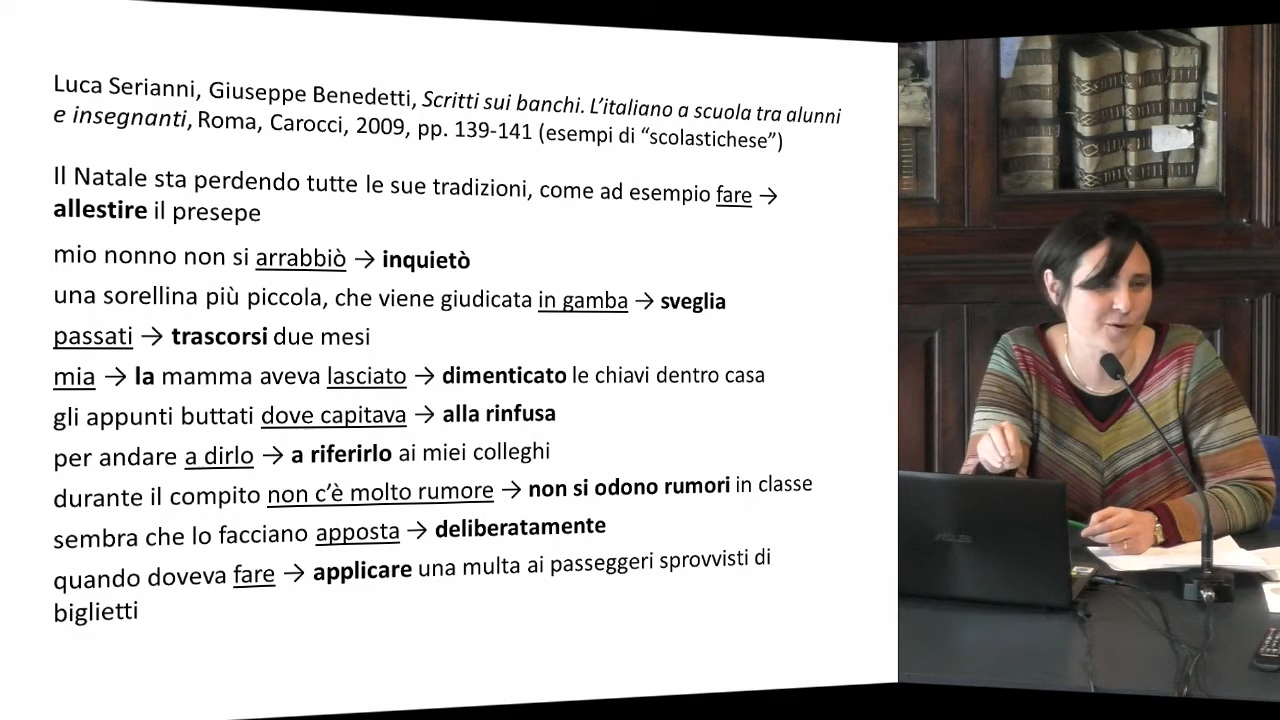 Luca Serianni, Giuseppe Benedetti, Scritti sui banchi. L’italiano a scuola tra alunni
e insegnanti, Roma, Carocci, 2009, pp. 139-141 (esempi di “scolastichese”)
Il Natale sta perdendo tutte le sue tradizioni, come ad esempio fare →
allestire il presepe
mio nonno non si arrabbiò → inquietò
una sorellina più piccola, che viene giudicata in gamba → sveglia
passati → trascorsi due mesi
mia → la mamma aveva lasciato → dimenticato le chiavi dentro casa
gli appunti buttati dove capitava → alla rinfusa
per andare a dirlo → a riferirlo ai miei colleghi
durante il compito non c’è molto rumore → non si odono rumori in classe
sembra che lo facciano apposta → deliberatamente
quando doveva fare → applicare una multa ai passeggeri sprovvisti di
biglietti
ASUS